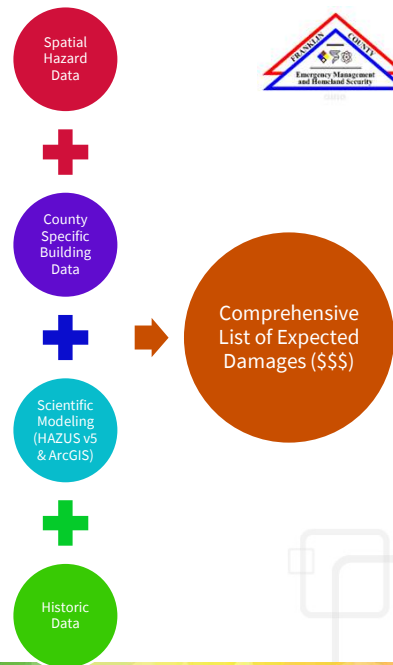 Spatial
Hazard
Data
FRANKLIN COUNTY
Emergency Management
and Homeland Security
County
Specific
Building
Data
Comprehensive
List of Expected
Damages ($$$)
Scientific
Modeling
(HAZUS v5
& ArcGIS)
Historic
Data